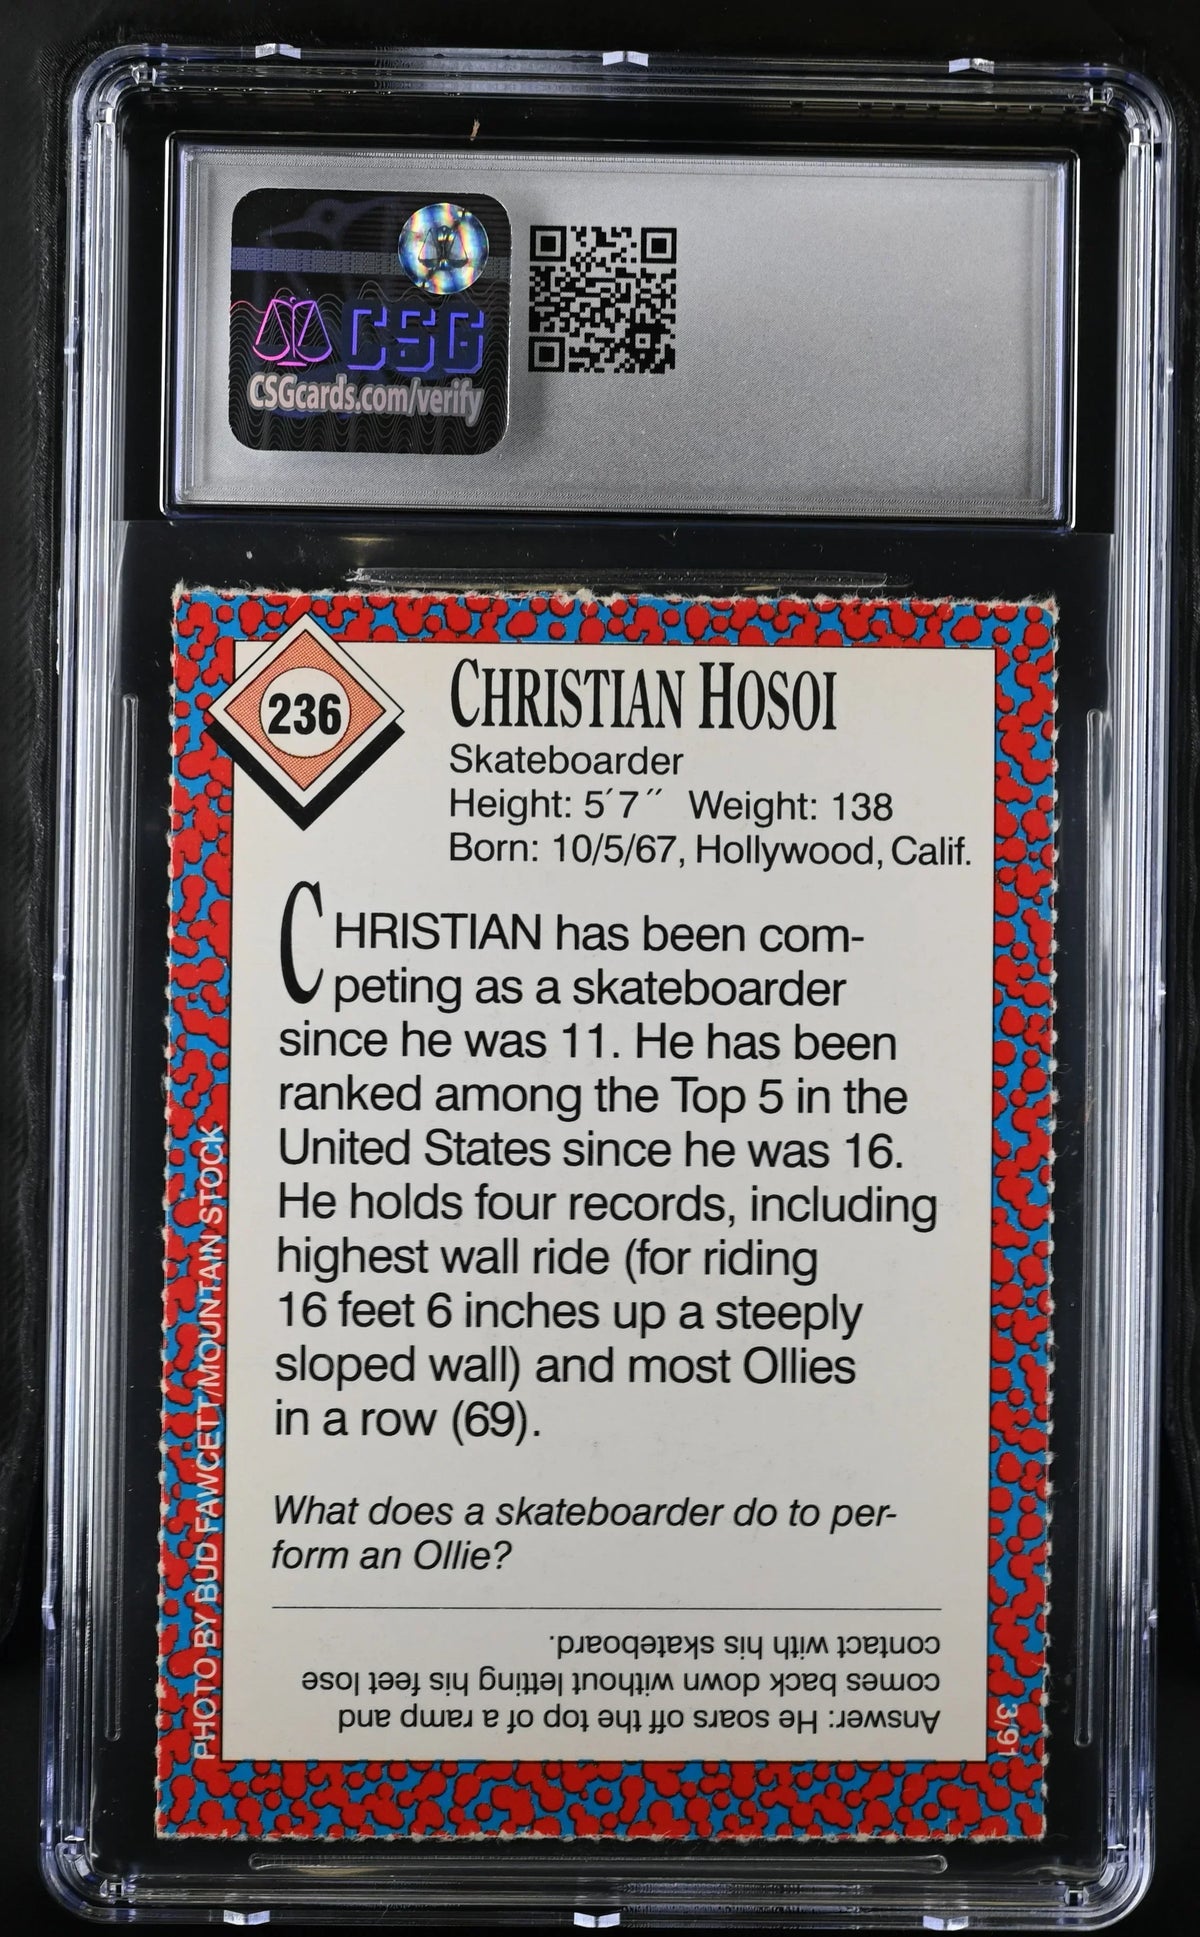 CSG
CSGcards.com/verify
236
CHRISTIAN HOSOI
Skateboarder
Height: 5´7˝ Weight: 138
Born: 10/5/67, Hollywood, Calif.
CHRISTIAN has been com-
peting as a skateboarder
since he was 11. He has been
ranked among the Top 5 in the
United States since he was 16.
He holds four records, including
highest wall ride (for riding
16 feet 6 inches up a steeply
sloped wall) and most Ollies
in a row (69).
What does a skateboarder do to per-
form an Ollie?
Answer: He soars off the top of a ramp and
comes back down without letting his feet lose
contact with his skateboard.
PHOTO BY BUD FAWCETT/MOUNTAIN STOCK
3/91